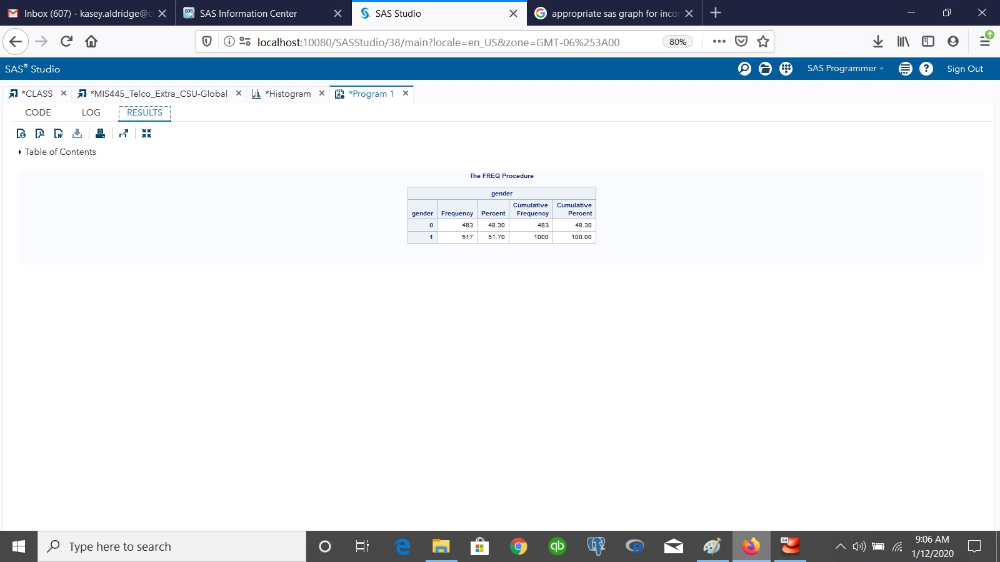 Inbox (607) - kasey.aldridge@c
SAS Information Center
SAS Studio
appropriate sas graph for incor
localhost:10080/SASStudio/38/main?locale=en_US&zone=GMT-06%253A00
80%
SAS® Studio
SAS Programmer
Sign Out
*CLASS
*MIS445_Telco_Extra_CSU-Global
*Histogram
*Program 1
CODE
LOG
RESULTS
Table of Contents
The FREQ Procedure
gender
gender Frequency Percent Cumulative Frequency Cumulative Percent
0 483 48.30 483 48.30
1 517 51.70 1000 100.00
Type here to search
9:06 AM
1/12/2020